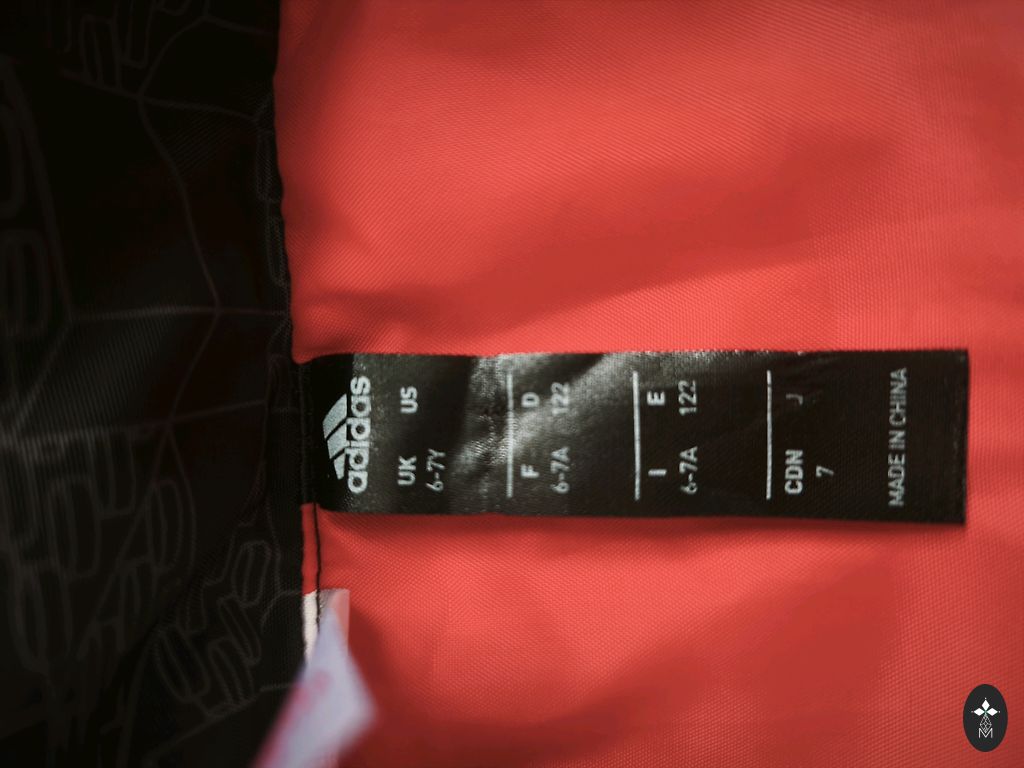 adidas
UK US
6-7Y
F D
6-7A 122
I E
6-7A 122
CDN J
7
MADE IN CHINA
M